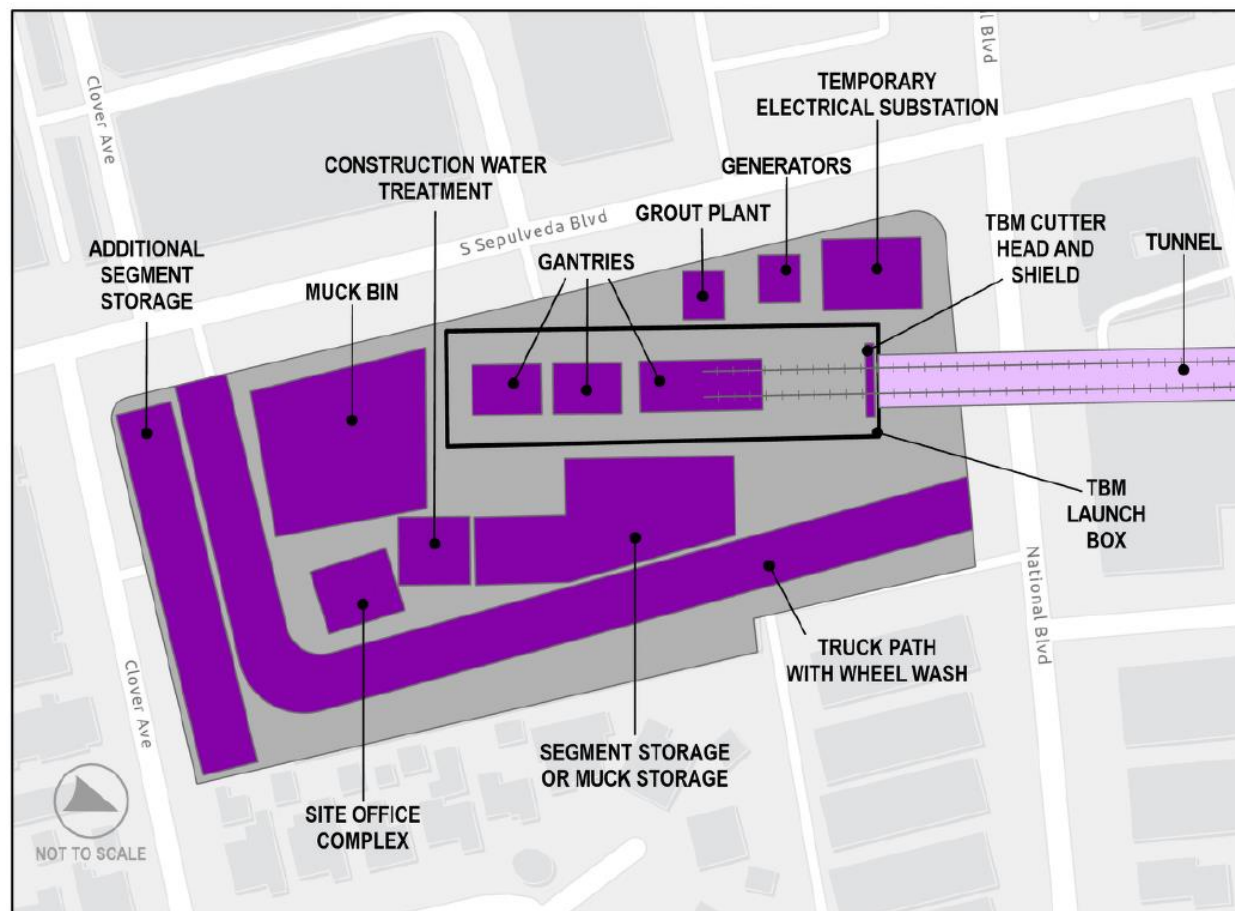 Clover Ave
al Blvd
TEMPORARY
ELECTRICAL SUBSTATION
CONSTRUCTION WATER
TREATMENT
GENERATORS
S Sepulveda Blvd
GROUT PLANT
TBM CUTTER
HEAD AND
SHIELD
TUNNEL
ADDITIONAL
SEGMENT
STORAGE
GANTRIES
MUCK BIN
TBM
LAUNCH
BOX
National Blvd
Clover Ave
TRUCK PATH
WITH WHEEL WASH
SEGMENT STORAGE
OR MUCK STORAGE
SITE OFFICE
COMPLEX
NOT TO SCALE